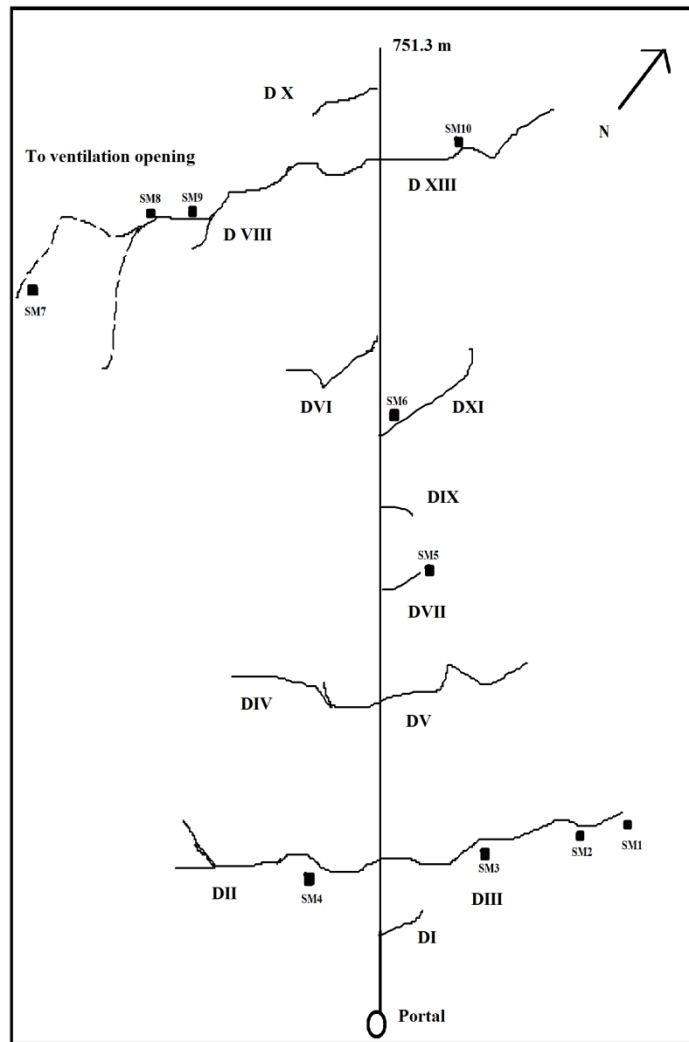 751.3 m
D X
N
SM10
To ventilation opening
D XIII
SM8
SM9
D VIII
SM7
DVI
SM6
DXI
DIX
SM5
DVII
DIV
DV
SM1
SM2
SM3
DII
SM4
DIII
DI
Portal